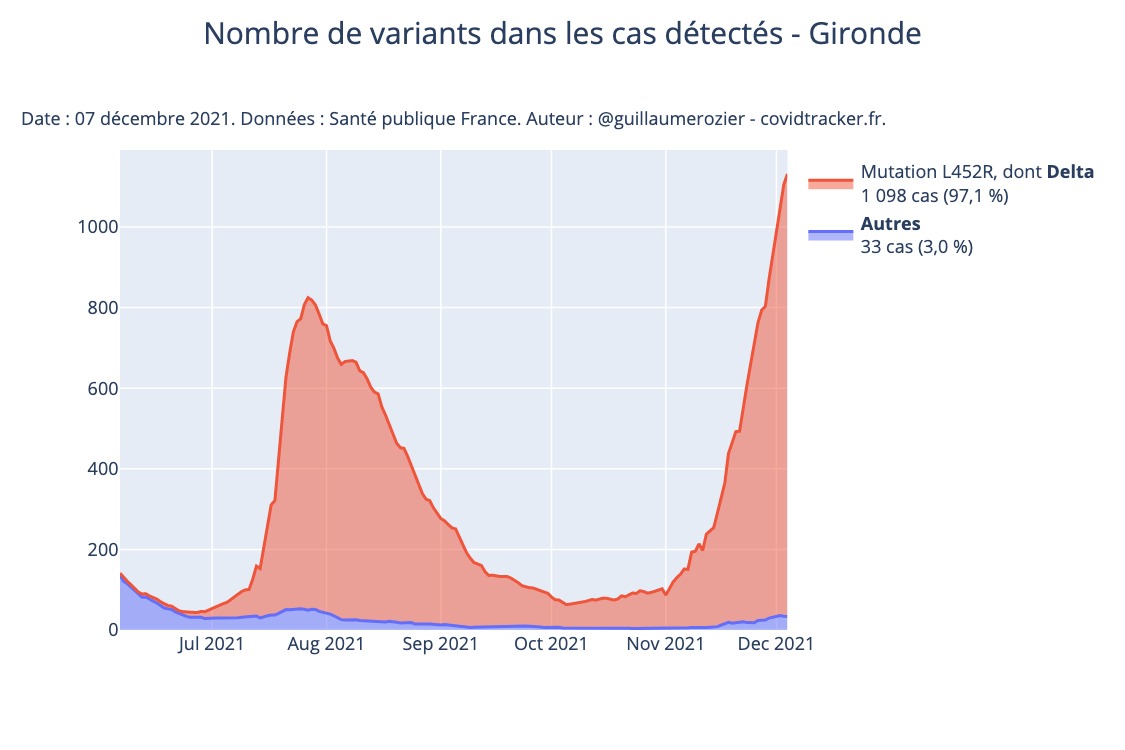 Nombre de variants dans les cas détectés - Gironde
Date : 07 décembre 2021. Données : Santé publique France. Auteur : @guillaumerozier - covidtracker.fr.
Mutation L452R, dont Delta
1 098 cas (97,1 %)
Autres
33 cas (3,0 %)
1000
800
600
400
200
0
Jul 2021 Aug 2021 Sep 2021 Oct 2021 Nov 2021 Dec 2021